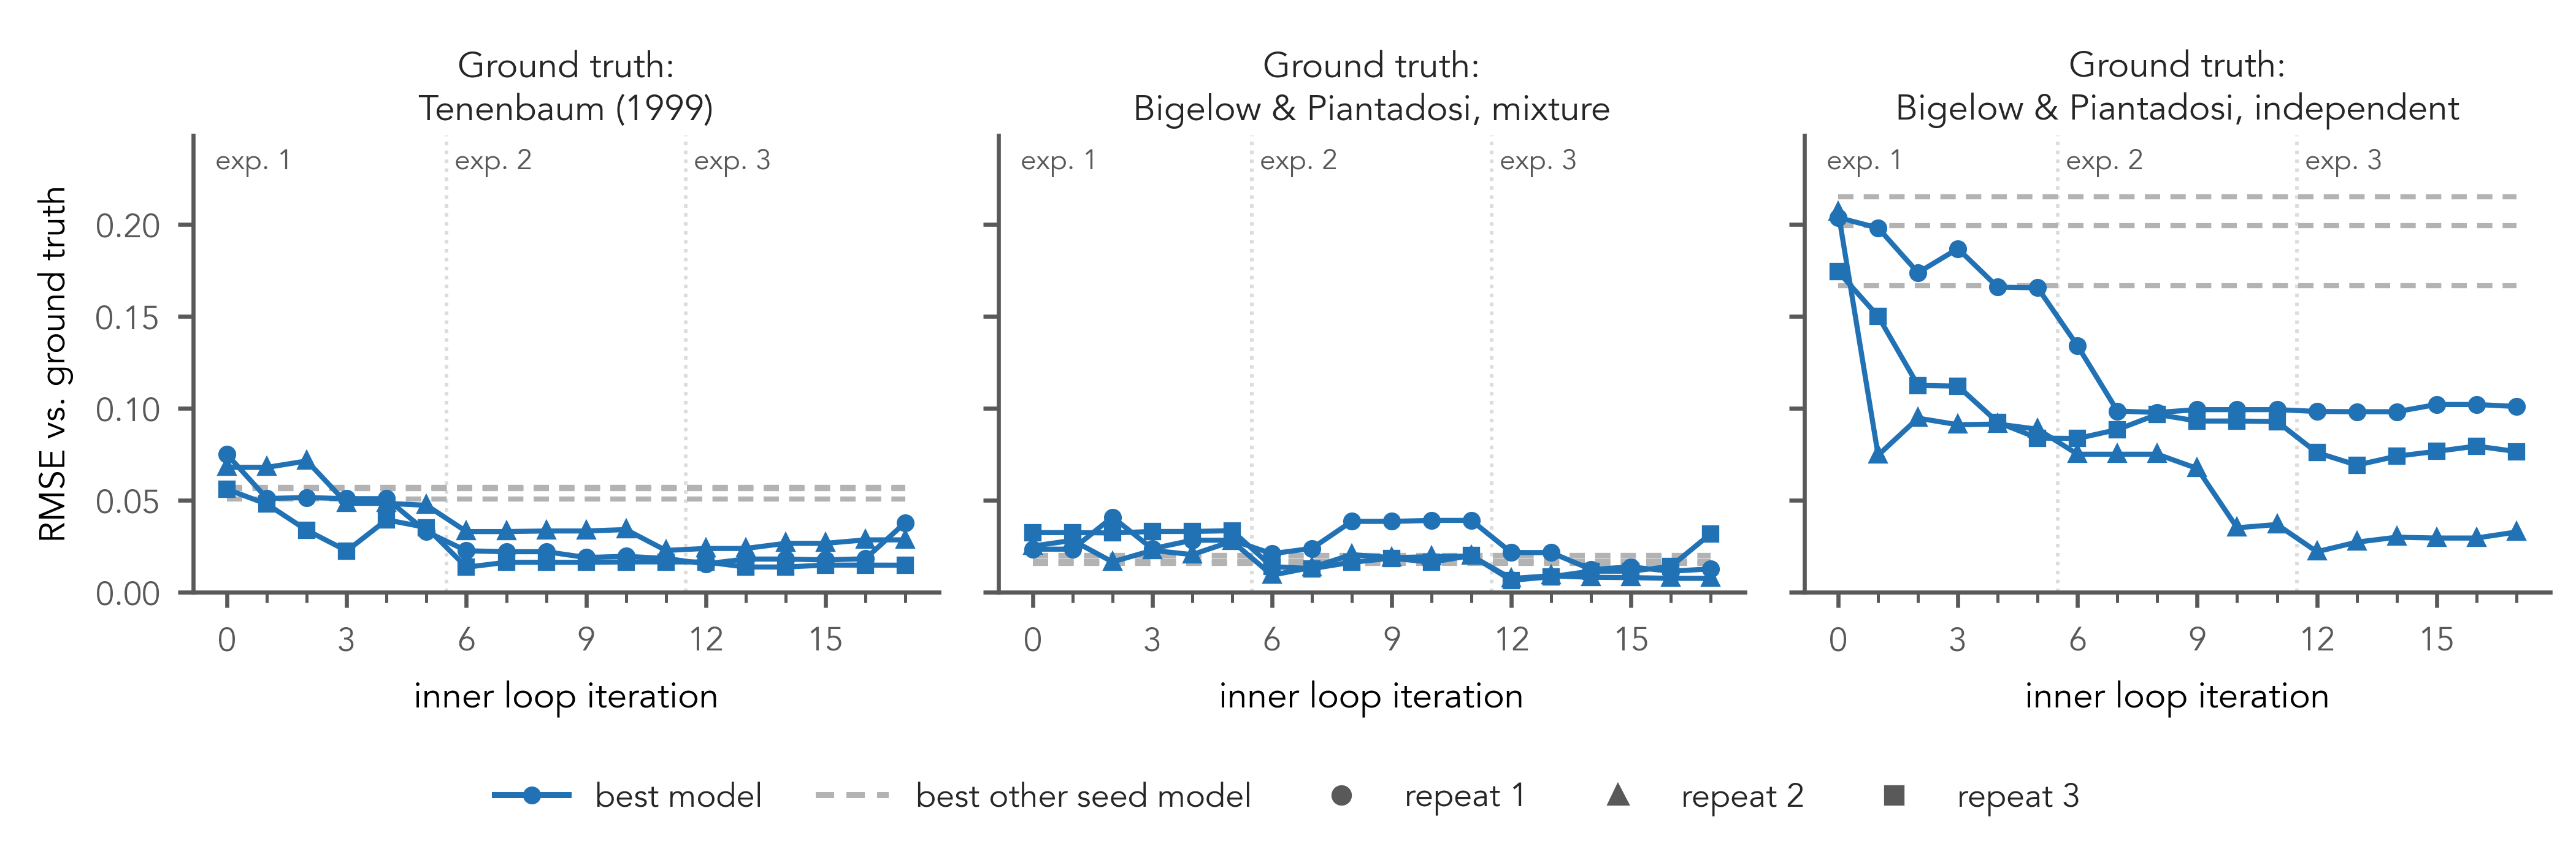 Ground truth:
Tenenbaum (1999)
Ground truth:
Bigelow & Piantadosi, mixture
Ground truth:
Bigelow & Piantadosi, independent
exp. 1
exp. 2
exp. 3
exp. 1
exp. 2
exp. 3
exp. 1
exp. 2
exp. 3
RMSE vs. ground truth
0.20
0.15
0.10
0.05
0.00
0 3 6 9 12 15
0 3 6 9 12 15
0 3 6 9 12 15
inner loop iteration
inner loop iteration
inner loop iteration
best model
best other seed model
repeat 1
repeat 2
repeat 3